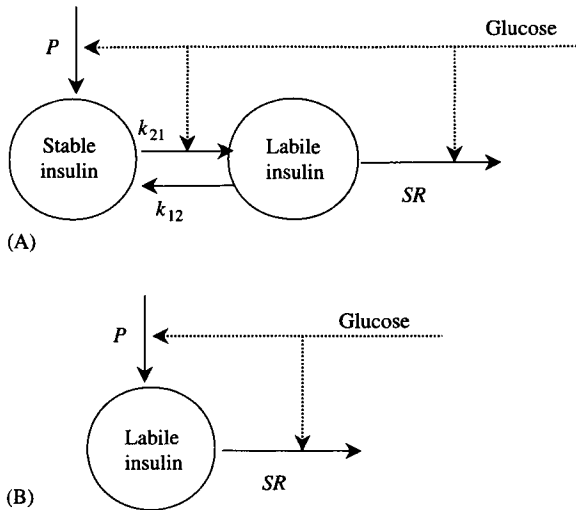 Glucose
P
k21
Stable
insulin
Labile
insulin
k12
SR
(A)
Glucose
P
Labile
insulin
SR
(B)